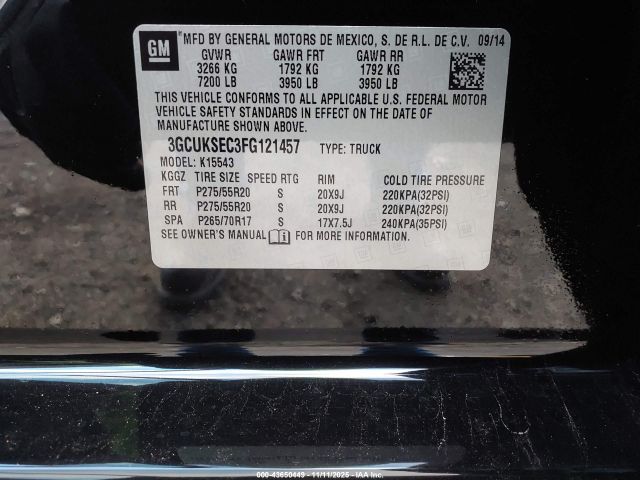 GM
MFD BY GENERAL MOTORS DE MEXICO, S. DE R.L. DE C.V. 09/14
GVWR GAWR FRT GAWR RR
3266 KG 1792 KG 1792 KG
7200 LB 3950 LB 3950 LB
THIS VEHICLE CONFORMS TO ALL APPLICABLE U.S. FEDERAL MOTOR
VEHICLE SAFETY STANDARDS IN EFFECT ON THE DATE OF
MANUFACTURE SHOWN ABOVE.
3GCUKSEC3FG121457 TYPE: TRUCK
MODEL: K15543
KGGZ TIRE SIZE SPEED RTG RIM COLD TIRE PRESSURE
FRT P275/55R20 S 20X9J 220KPA(32PSI)
RR P275/55R20 S 20X9J 220KPA(32PSI)
SPA P265/70R17 S 17X7.5J 240KPA(35PSI)
SEE OWNER'S MANUAL FOR MORE INFORMATION.
000-43650449 - 11/11/2025 - IAA, Inc.